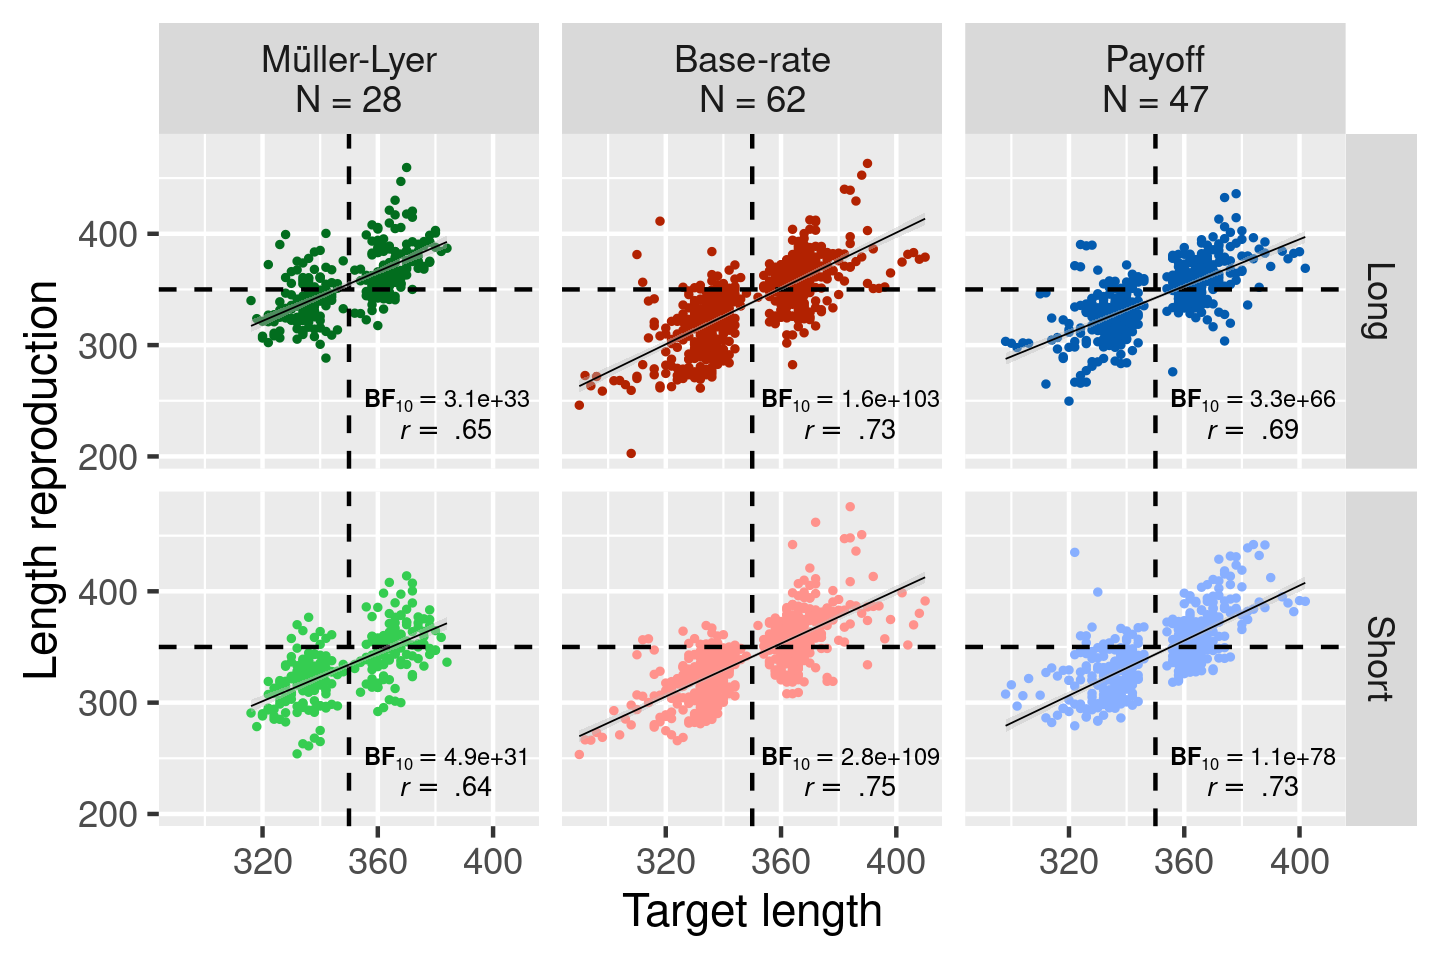 Müller-Lyer
N = 28
Base-rate
N = 62
Payoff
N = 47
Length reproduction
400
300
200
BF10 = 3.1e+33
r = .65
BF10 = 1.6e+103
r = .73
BF10 = 3.3e+66
r = .69
Long
400
300
200
BF10 = 4.9e+31
r = .64
BF10 = 2.8e+109
r = .75
BF10 = 1.1e+78
r = .73
Short
320 360 400
320 360 400
320 360 400
Target length